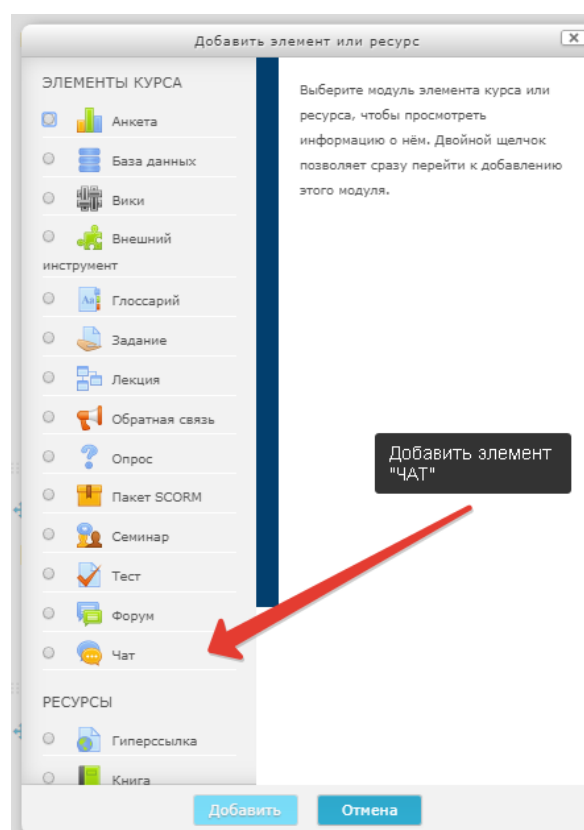 Добавить элемент или ресурс
ЭЛЕМЕНТЫ КУРСА
Анкета
База данных
Вики
Внешний
инструмент
Глоссарий
Задание
Лекция
Обратная связь
Опрос
Пакет SCORM
Семинар
Тест
Форум
Чат
РЕСУРСЫ
Гиперссылка
Книга
Выберите модуль элемента курса или
ресурса, чтобы просмотреть
информацию о нём. Двойной щелчок
позволяет сразу перейти к добавлению
этого модуля.
Добавить элемент
"ЧАТ"
Добавить
Отмена